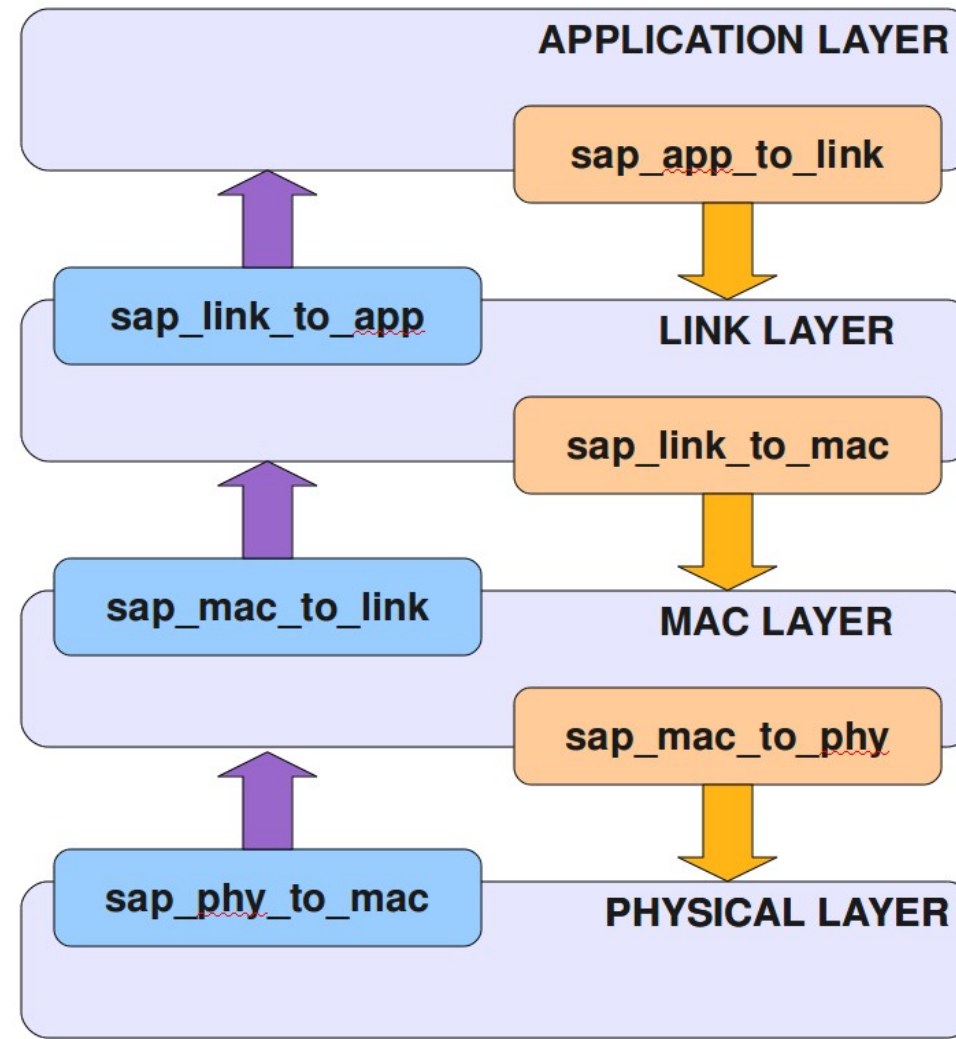 APPLICATION LAYER
sap_app_to_link
sap_link_to_app
LINK LAYER
sap_link_to_mac
sap_mac_to_link
MAC LAYER
sap_mac_to_phy
sap_phy_to_mac
PHYSICAL LAYER